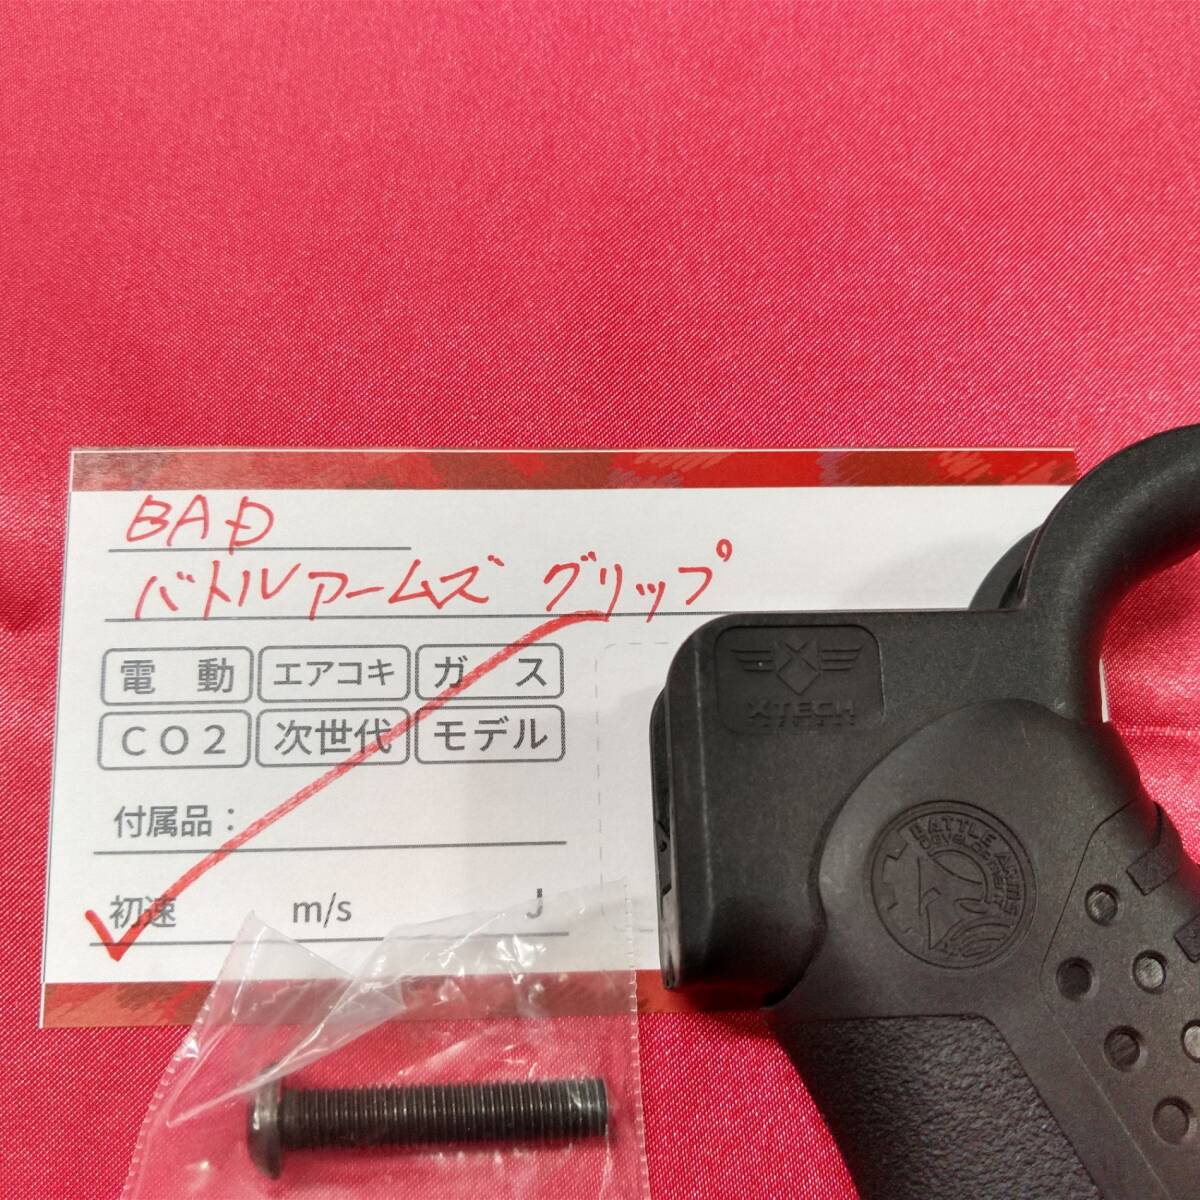 BAD
バトルアームズ グリップ
電動 エアコキ ガス
CO2 次世代 モデル
付属品：
初速 m/s J
XTECH
BATTLE ARMS
DEVELOPMENT